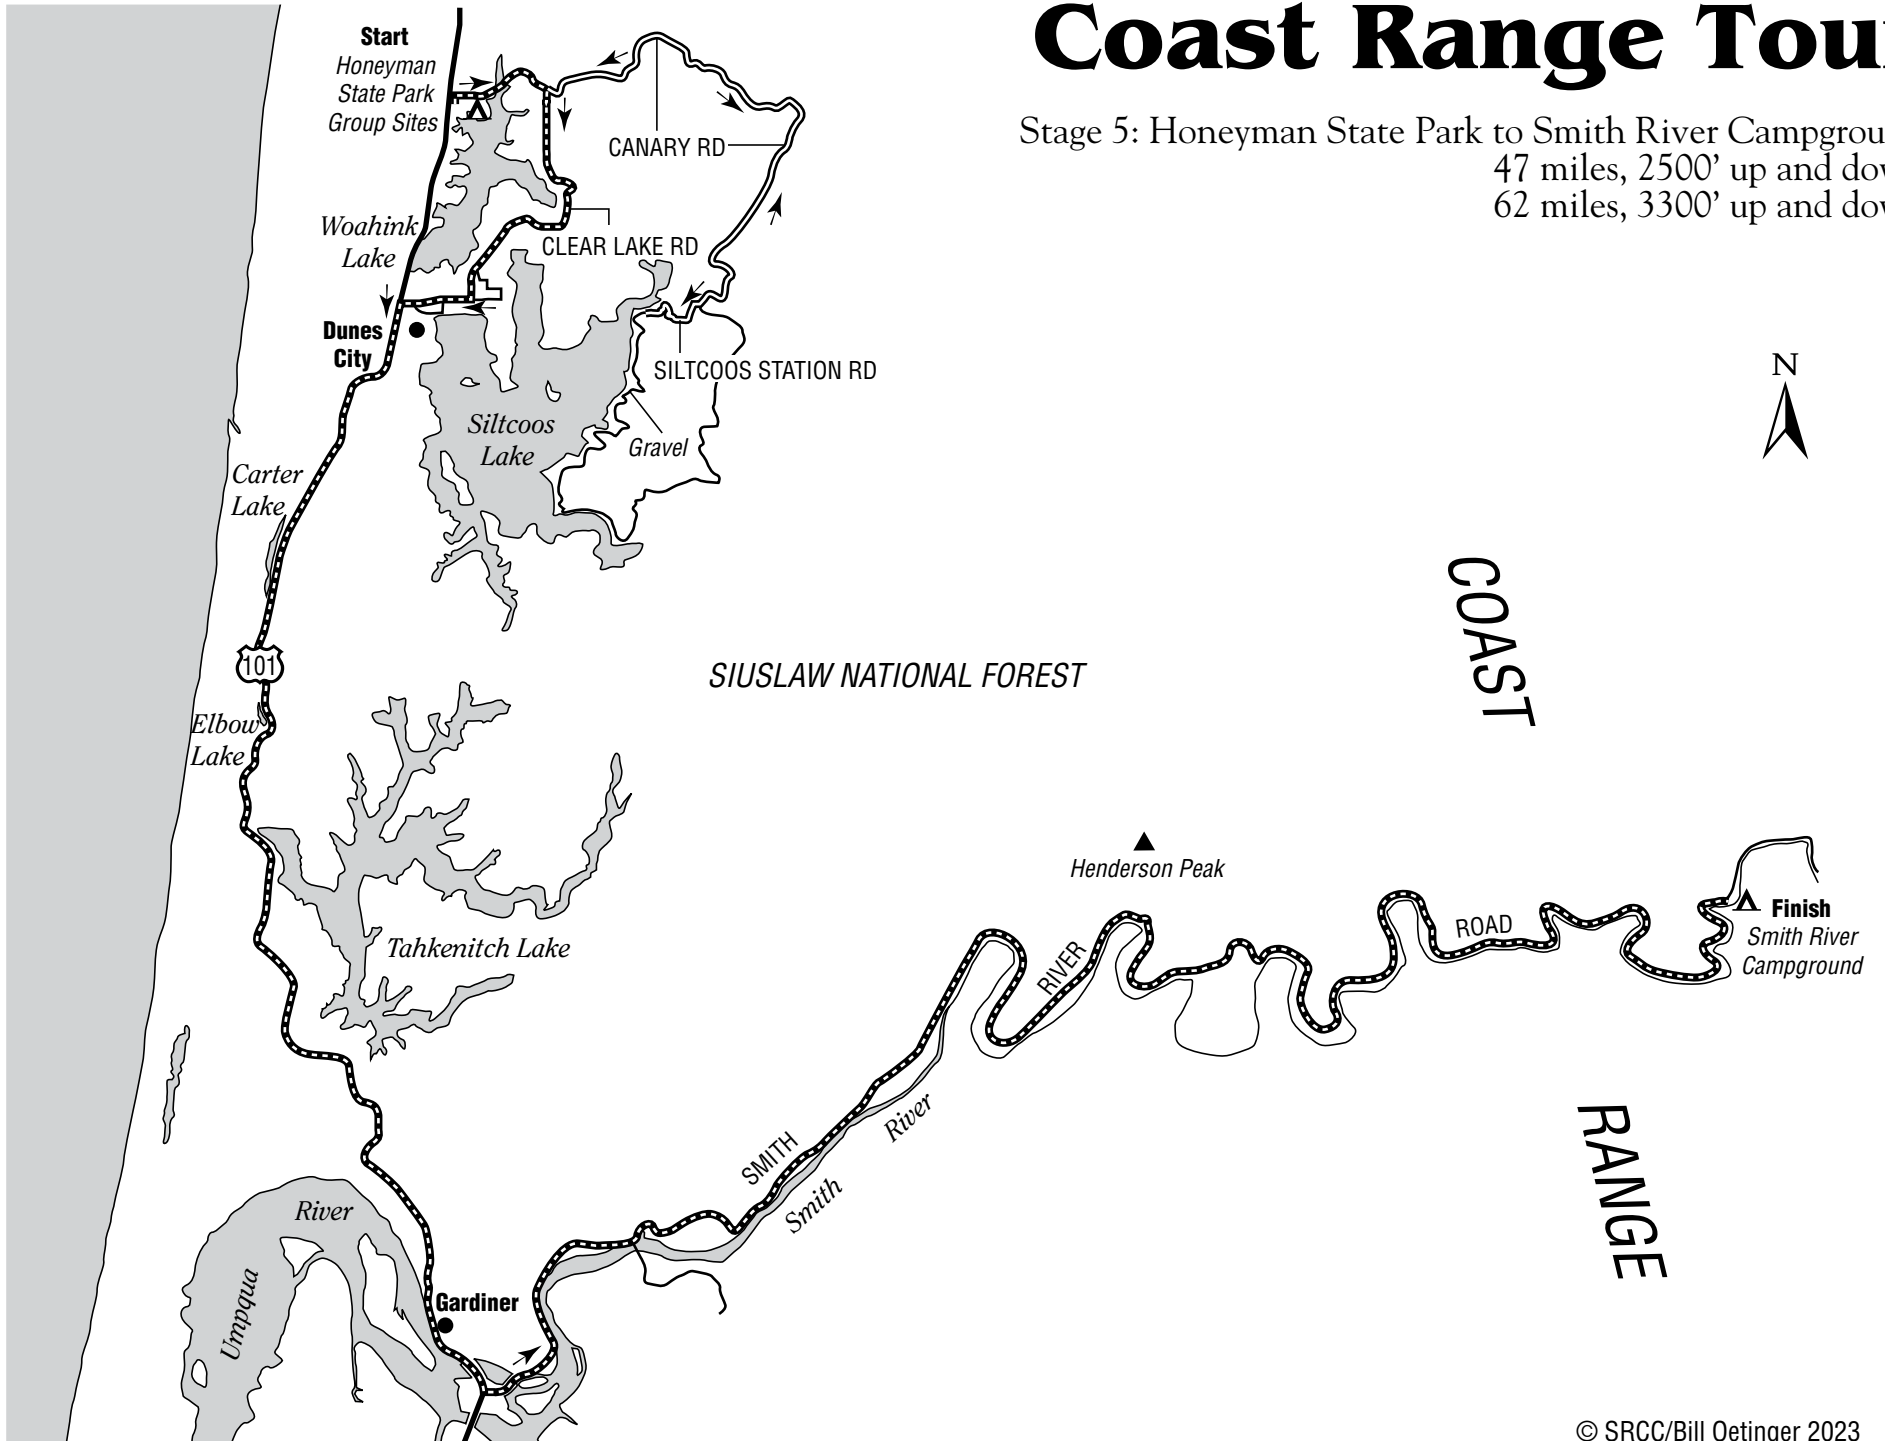 Coast Range Tou
Stage 5: Honeyman State Park to Smith River Campgrou
47 miles, 2500’ up and dow
62 miles, 3300’ up and dow
Start
Honeyman
State Park
Group Sites
CANARY RD
Woahink
Lake
CLEAR LAKE RD
Dunes
City
SILTCOOS STATION RD
N
Siltcoos
Lake
Gravel
Carter
Lake
COAST
101
SIUSLAW NATIONAL FOREST
Elbow
Lake
Henderson Peak
ROAD
Finish
Smith River
Campground
Tahkenitch Lake
RIVER
River
SMITH
Smith
RANGE
River
Umpqua
Gardiner
© SRCC/Bill Oetinger 2023